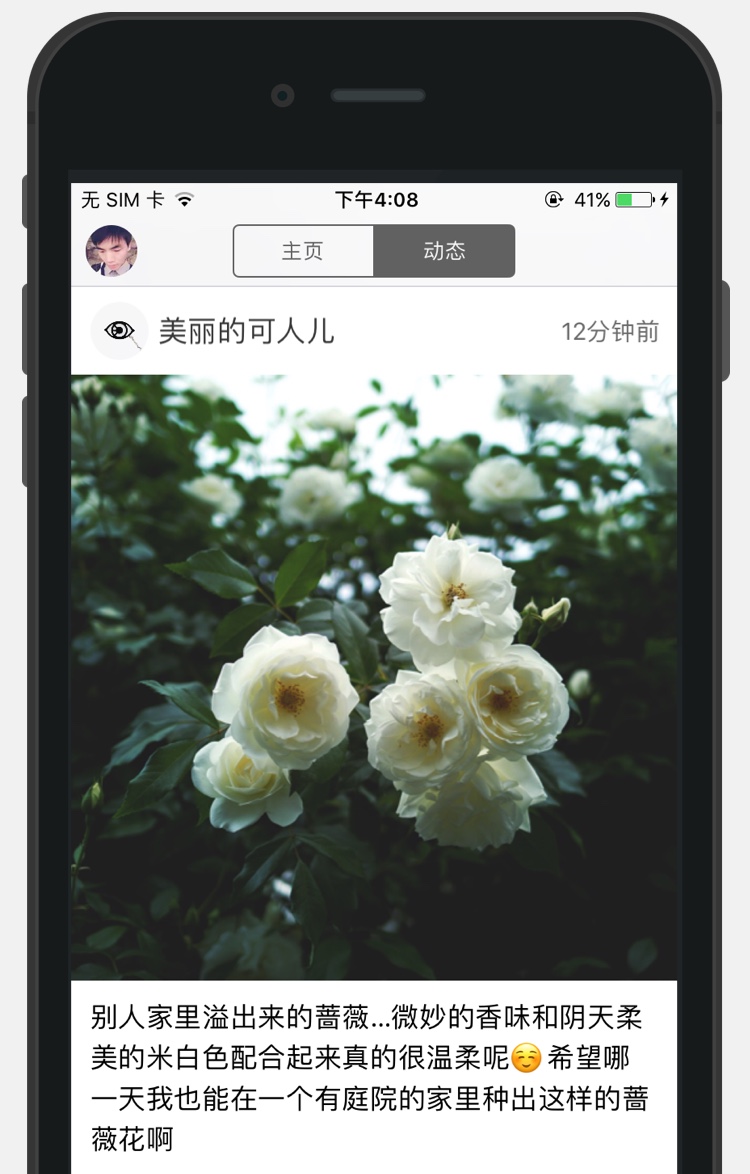 无 SIM 卡
下午4:08
41%
主页
动态
美丽的可人儿
12分钟前
别人家里溢出来的蔷薇...微妙的香味和阴天柔
美的米白色配合起来真的很温柔呢☺️ 希望哪
一天我也能在一个有庭院的家里种出这样的蔷
薇花啊